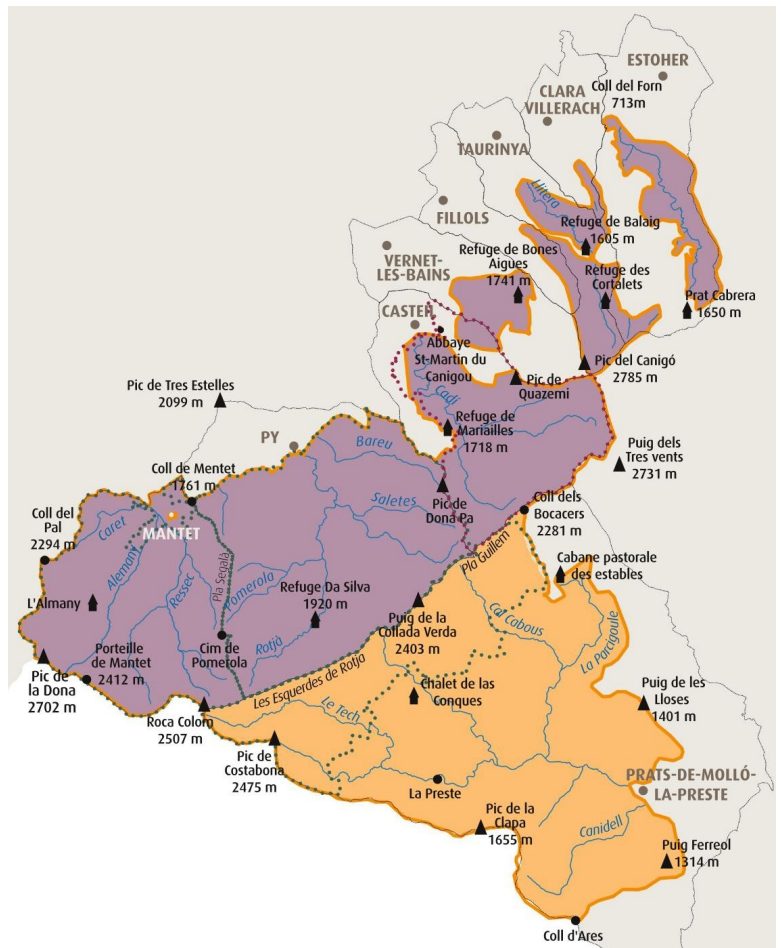 ESTOHER
Coll del Forn
713m
CLARA
VILLERACH
TAURINYA
Llitera
FILLOLS
Refuge de Balaig
1605 m
Refuge de Bones
Aigues
1741 m
VERNET-
LES-BAINS
Refuge des
Cortalets
Prat Cabrera
1650 m
CASTEIL
Abbaye
St-Martin du
Canigou
Pic del Canigó
2785 m
Pic de
Quazemi
Pic de Tres Estelles
2099 m
Cadi
Refuge de
Mariailles
1718 m
PY
Bareu
Puig dels
Tres vents
2731 m
Coll de Mentet
1761 m
Saletes
Pic de
Dona Pa
Coll del
Pal
2294 m
Caret
MANTET
Coll dels
Bocacers
2281 m
Pla Guillem
Alemany
Ressec
Pla Segala
Pomerola
Cabane pastorale
des estables
L'Almany
Refuge Da Silva
1920 m
Puig de la
Collada Verda
2403 m
Cal Cabous
La Parcigoule
Rotjà
Cim de
Pomerola
Porteille
de Mantet
2412 m
Pic de
la Dona
2702 m
Les Esquerdes de Rotja
Chalet de las
Conques
Puig de les
Lloses
1401 m
Roca Colom
2507 m
Le Tech
Pic de
Costabona
2475 m
La Preste
PRATS-DE-MOLLÓ-
LA-PRESTE
Pic de la
Clapa
1655 m
Canidell
Puig Ferreol
1314 m
Coll d'Ares